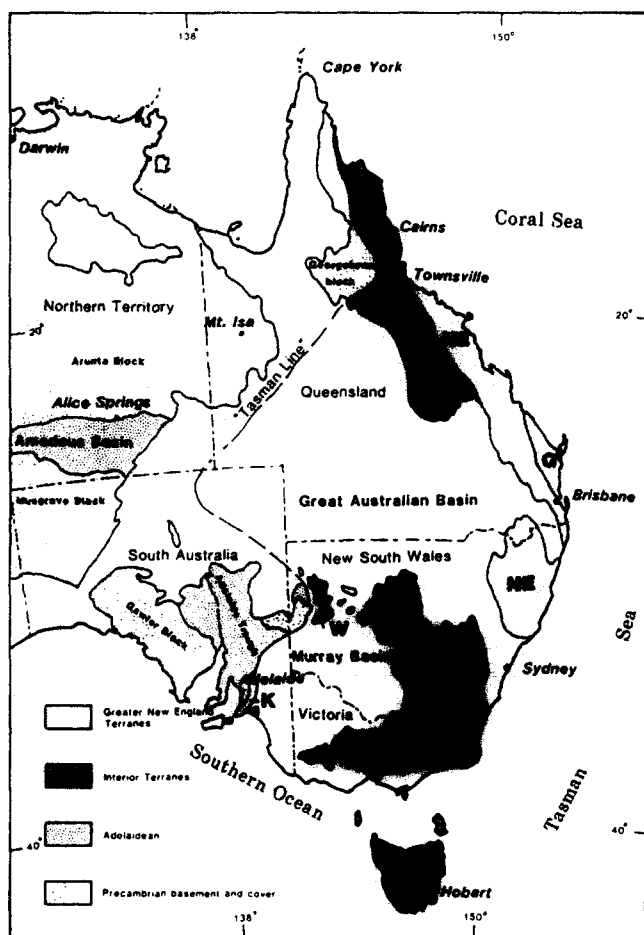 138°
150°
Cape York
Darwin
Cairns
Coral Sea
Georgetown
block
Townsville
Northern Territory
Mt. Isa
20°
20°
"Tasman Line"
Arunta Block
Queensland
Alice Springs
Amadeus Basin
G
Musgrave Block
Great Australian Basin
Brisbane
South Australia
New South Wales
NE
Gawler Block
W
Sea
Murray Basin
Sydney
Adelaide
K
Victoria
Greater New England
Terranes
Southern Ocean
Interior Terranes
Tasman
Adelaidean
40°
40°
Precambrian basement and cover
Hobart
138°
150°